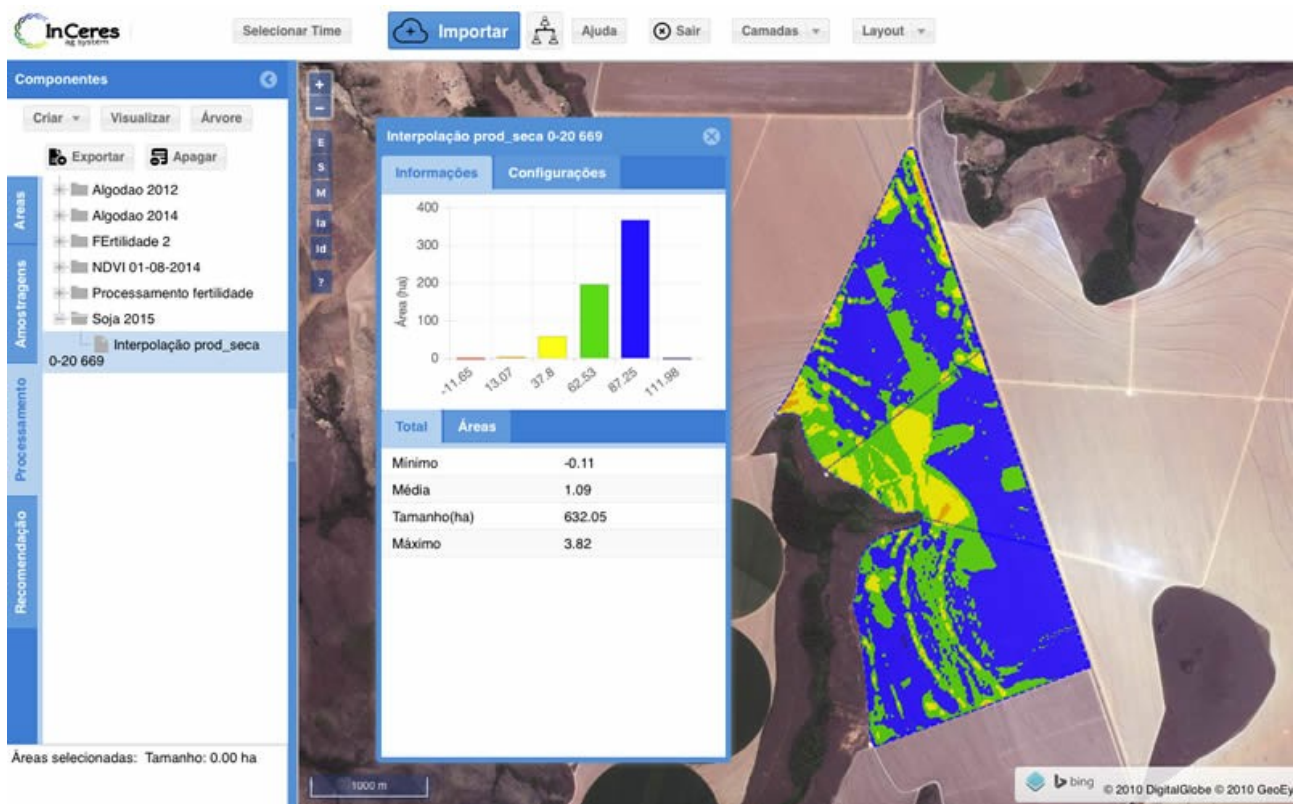 InCeres
ag system
Selecionar Time
Importar
Ajuda
Sair
Camadas
Layout
Componentes
Criar
Visualizar
Árvore
Exportar
Apagar
Areas
Amostragens
Processamento
Recomendação
Algodao 2012
Algodao 2014
FErtilidade 2
NDVI 01-08-2014
Processamento fertilidade
Soja 2015
Interpolação prod_seca
0-20 669
Áreas selecionadas: Tamanho: 0.00 ha
+
−
E
S
M
Ia
Id
?
Interpolação prod_seca 0-20 669
Informações
Configurações
Área (ha)
400
300
200
100
0
-11.65
13.07
37.8
62.53
87.25
111.98
Total
Áreas
Mínimo -0.11
Média 1.09
Tamanho(ha) 632.05
Máximo 3.82
1000 m
bing
© 2010 DigitalGlobe © 2010 GeoEy